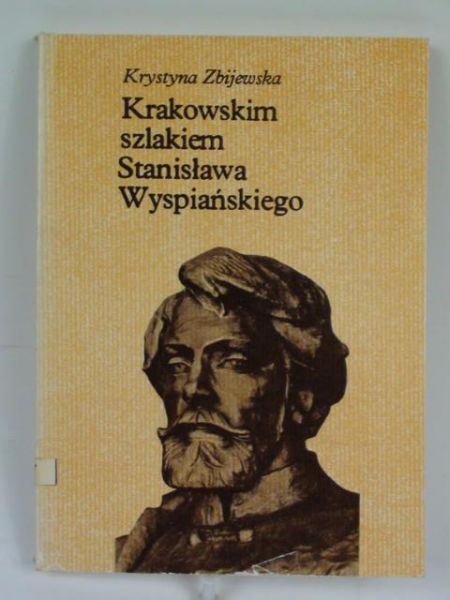 Krystyna Zbijewska
Krakowskim
szlakiem
Stanisława
Wyspiańskiego